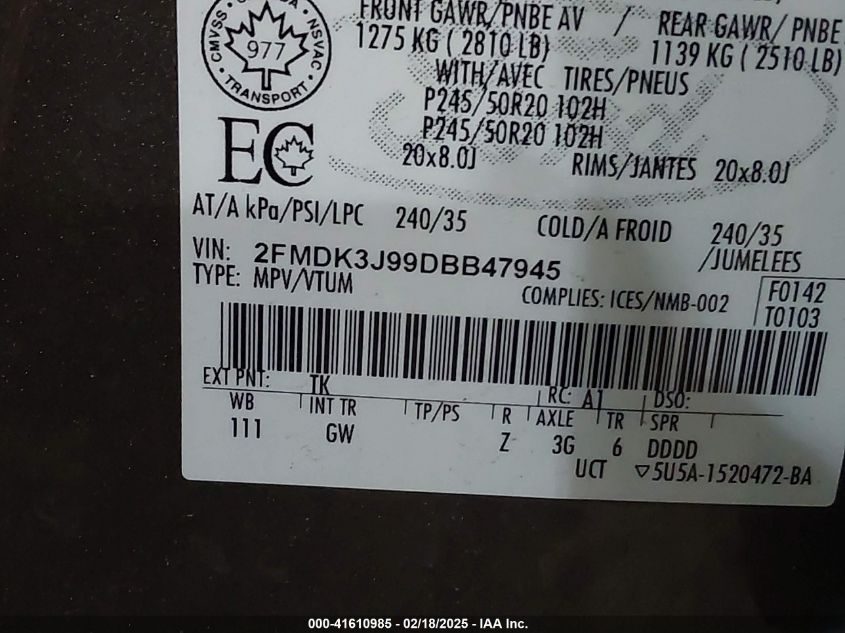 CMVSS NSVAC
977
TRANSPORT
FRONT GAWR/PNBE AV / REAR GAWR/ PNBE
1275 KG ( 2810 LB) 1139 KG ( 2510 LB)
WITH/AVEC TIRES/PNEUS
P245/50R20 102H
P245/50R20 102H
20x8.0J RIMS/JANTES 20x8.0J
EC
AT/A kPa/PSI/LPC 240/35 COLD/A FROID 240/35
VIN: 2FMDK3J99DBB47945 /JUMELEES
TYPE: MPV/VTUM
COMPLIES: ICES/NMB-002 F0142
T0103
EXT PNT: TK RC: A1 DSO:
WB INT TR TP/PS R AXLE TR SPR
111 GW Z 3G 6 DDDD
UCT 5U5A-1520472-BA
000-41610985 - 02/18/2025 - IAA Inc.